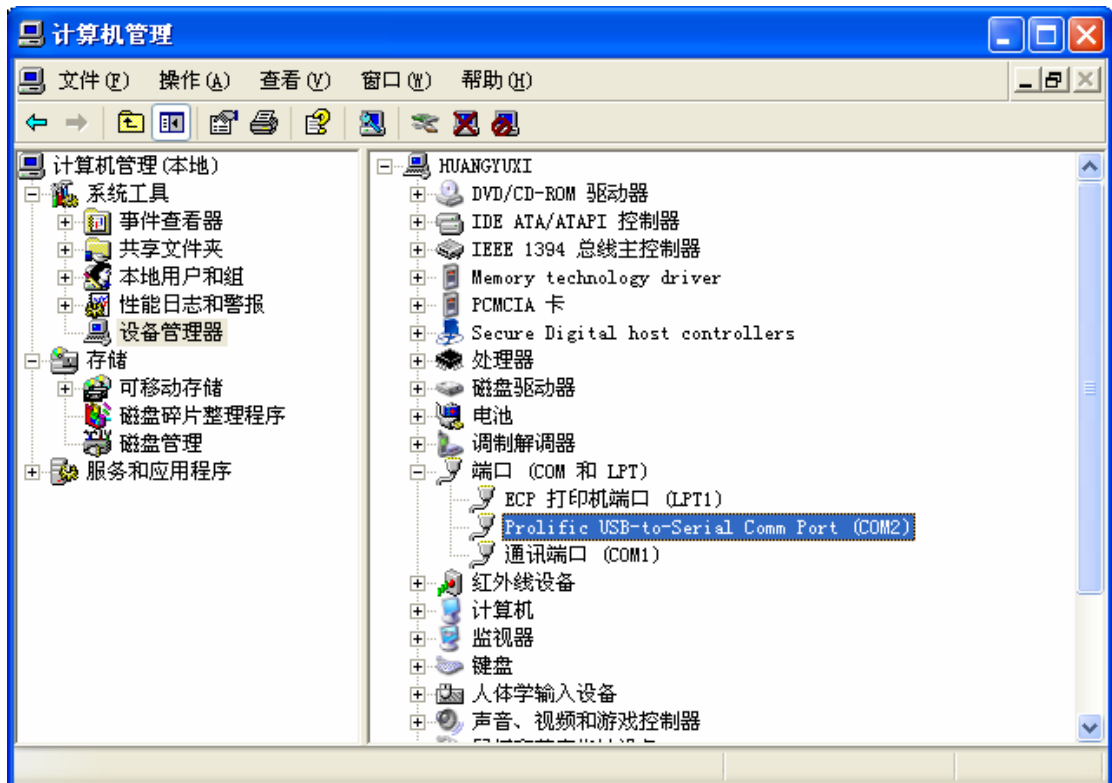 计算机管理
文件(F) 操作(A) 查看(V) 窗口(W) 帮助(H)
计算机管理(本地)
系统工具
事件查看器
共享文件夹
本地用户和组
性能日志和警报
设备管理器
存储
可移动存储
磁盘碎片整理程序
磁盘管理
服务和应用程序
HUANGYUXI
DVD/CD-ROM 驱动器
IDE ATA/ATAPI 控制器
IEEE 1394 总线主控制器
Memory technology driver
PCMCIA 卡
Secure Digital host controllers
处理器
磁盘驱动器
电池
调制解调器
端口 (COM 和 LPT)
ECP 打印机端口 (LPT1)
Prolific USB-to-Serial Comm Port (COM2)
通讯端口 (COM1)
红外线设备
计算机
监视器
键盘
人体学输入设备
声音、视频和游戏控制器